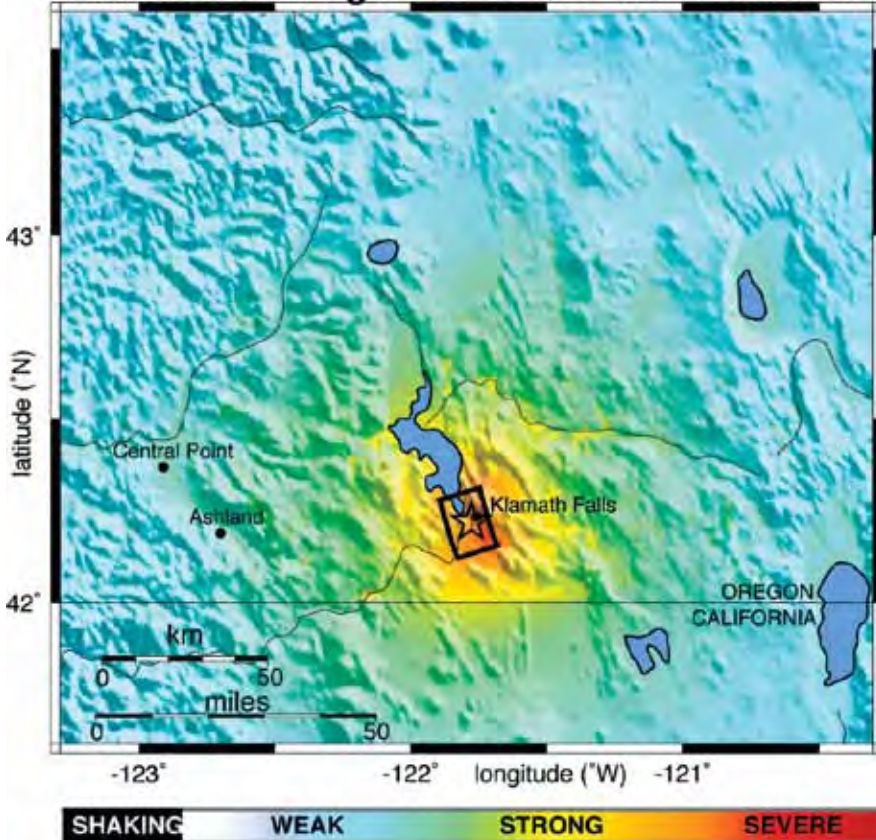 43°
latitude (°N)
Central Point
Ashland
Klamath Falls
42°
OREGON
CALIFORNIA
km
0 50
miles
0 50
-123 -122 longitude (°W) -121
SHAKING WEAK STRONG SEVERE